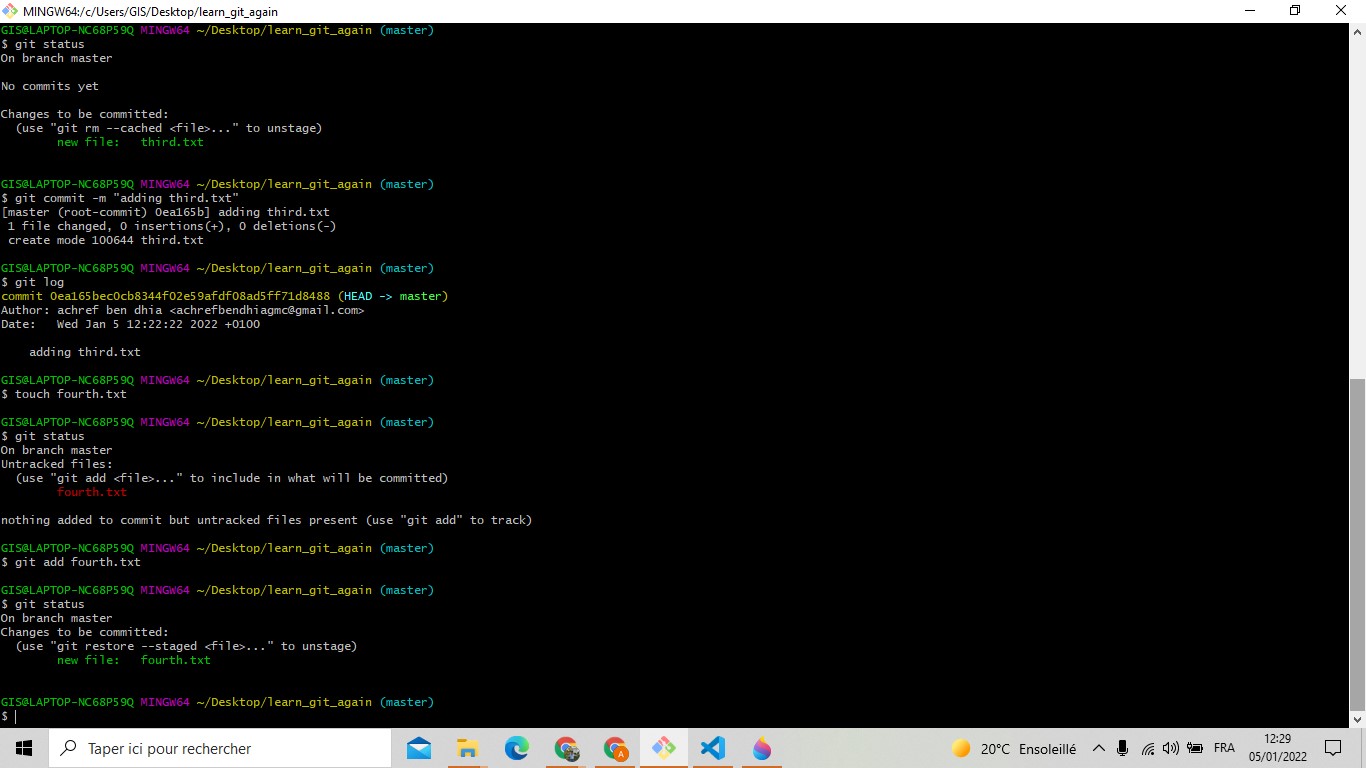 MINGW64:/c/Users/GIS/Desktop/learn_git_again
GIS@LAPTOP-NC68P59Q MINGW64 ~/Desktop/learn_git_again (master)
$ git status
On branch master
No commits yet
Changes to be committed:
(use "git rm --cached <file>..." to unstage)
new file: third.txt
GIS@LAPTOP-NC68P59Q MINGW64 ~/Desktop/learn_git_again (master)
$ git commit -m "adding third.txt"
[master (root-commit) 0ea165b] adding third.txt
1 file changed, 0 insertions(+), 0 deletions(-)
create mode 100644 third.txt
GIS@LAPTOP-NC68P59Q MINGW64 ~/Desktop/learn_git_again (master)
$ git log
commit 0ea165bec0cb8344f02e59afdf08ad5ff71d8488 (HEAD -> master)
Author: achref ben dhia <achrefbendhiagmc@gmail.com>
Date: Wed Jan 5 12:22:22 2022 +0100
adding third.txt
GIS@LAPTOP-NC68P59Q MINGW64 ~/Desktop/learn_git_again (master)
$ touch fourth.txt
GIS@LAPTOP-NC68P59Q MINGW64 ~/Desktop/learn_git_again (master)
$ git status
On branch master
Untracked files:
(use "git add <file>..." to include in what will be committed)
fourth.txt
nothing added to commit but untracked files present (use "git add" to track)
GIS@LAPTOP-NC68P59Q MINGW64 ~/Desktop/learn_git_again (master)
$ git add fourth.txt
GIS@LAPTOP-NC68P59Q MINGW64 ~/Desktop/learn_git_again (master)
$ git status
On branch master
Changes to be committed:
(use "git restore --staged <file>..." to unstage)
new file: fourth.txt
GIS@LAPTOP-NC68P59Q MINGW64 ~/Desktop/learn_git_again (master)
$
Taper ici pour rechercher
A
20°C Ensoleillé
FRA
12:29
05/01/2022